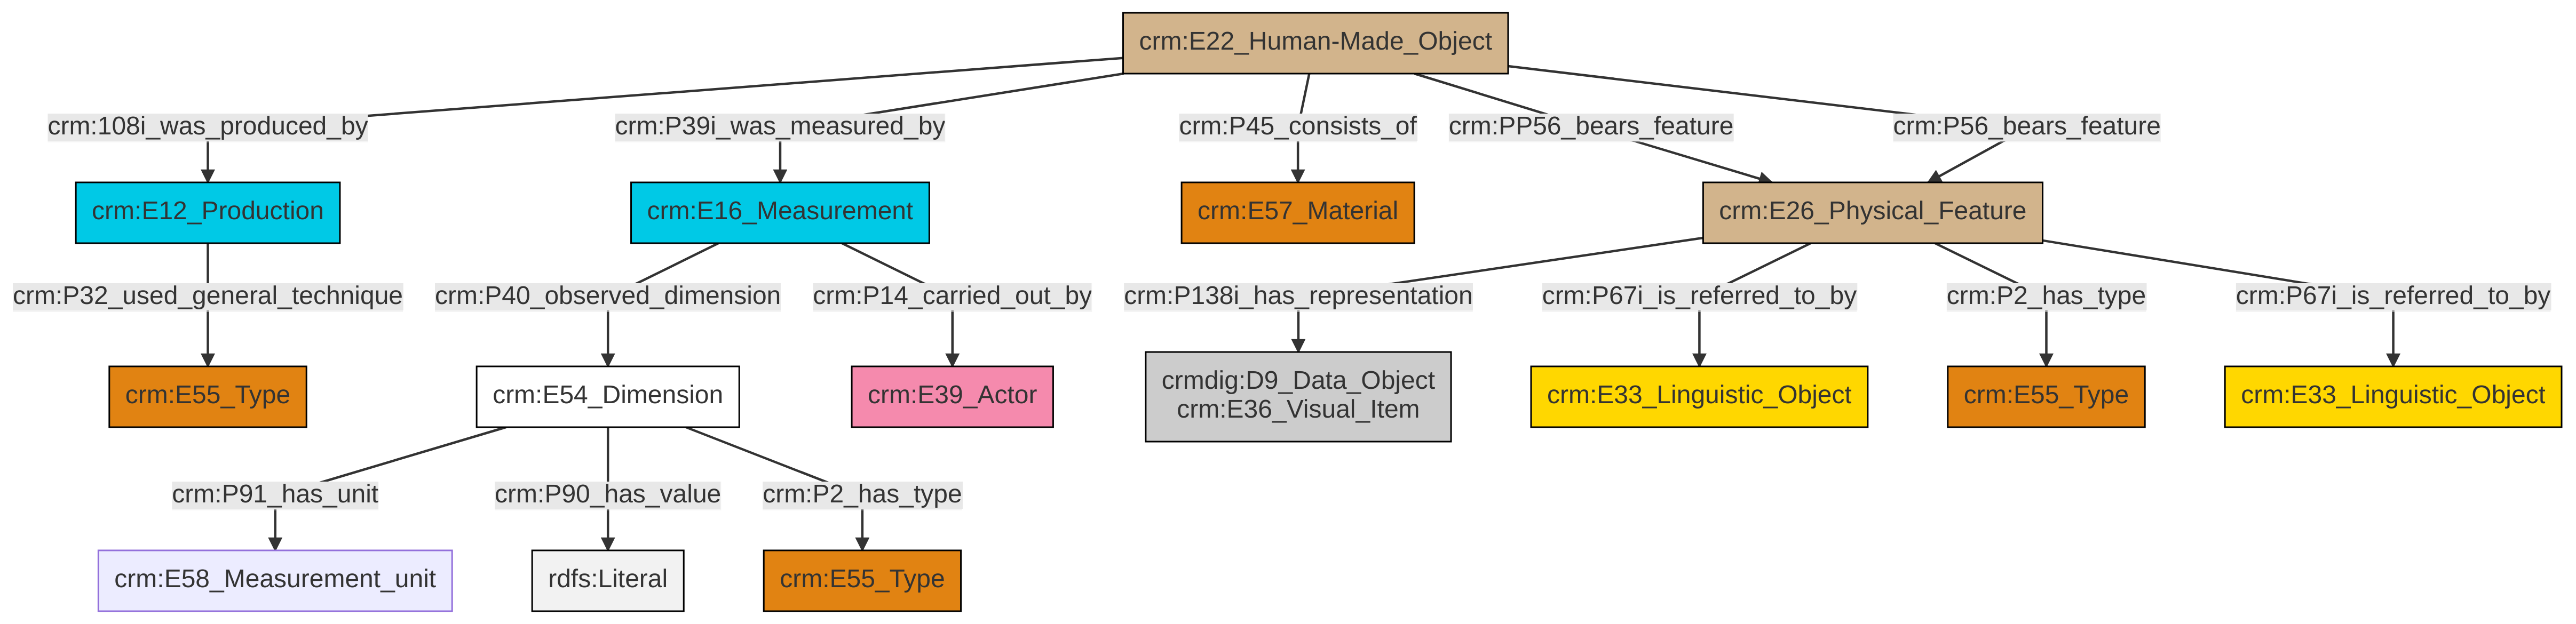 crm:E22_Human-Made_Object
crm:108i_was_produced_by
crm:P39i_was_measured_by
crm:P45_consists_of
crm:PP56_bears_feature
crm:P56_bears_feature
crm:E12_Production
crm:E16_Measurement
crm:E57_Material
crm:E26_Physical_Feature
crm:P32_used_general_technique
crm:P40_observed_dimension
crm:P14_carried_out_by
crm:P138i_has_representation
crm:P67i_is_referred_to_by
crm:P2_has_type
crm:P67i_is_referred_to_by
crm:E55_Type
crm:E54_Dimension
crm:E39_Actor
crmdig:D9_Data_Object
crm:E36_Visual_Item
crm:E33_Linguistic_Object
crm:E55_Type
crm:E33_Linguistic_Object
crm:P91_has_unit
crm:P90_has_value
crm:P2_has_type
crm:E58_Measurement_unit
rdfs:Literal
crm:E55_Type